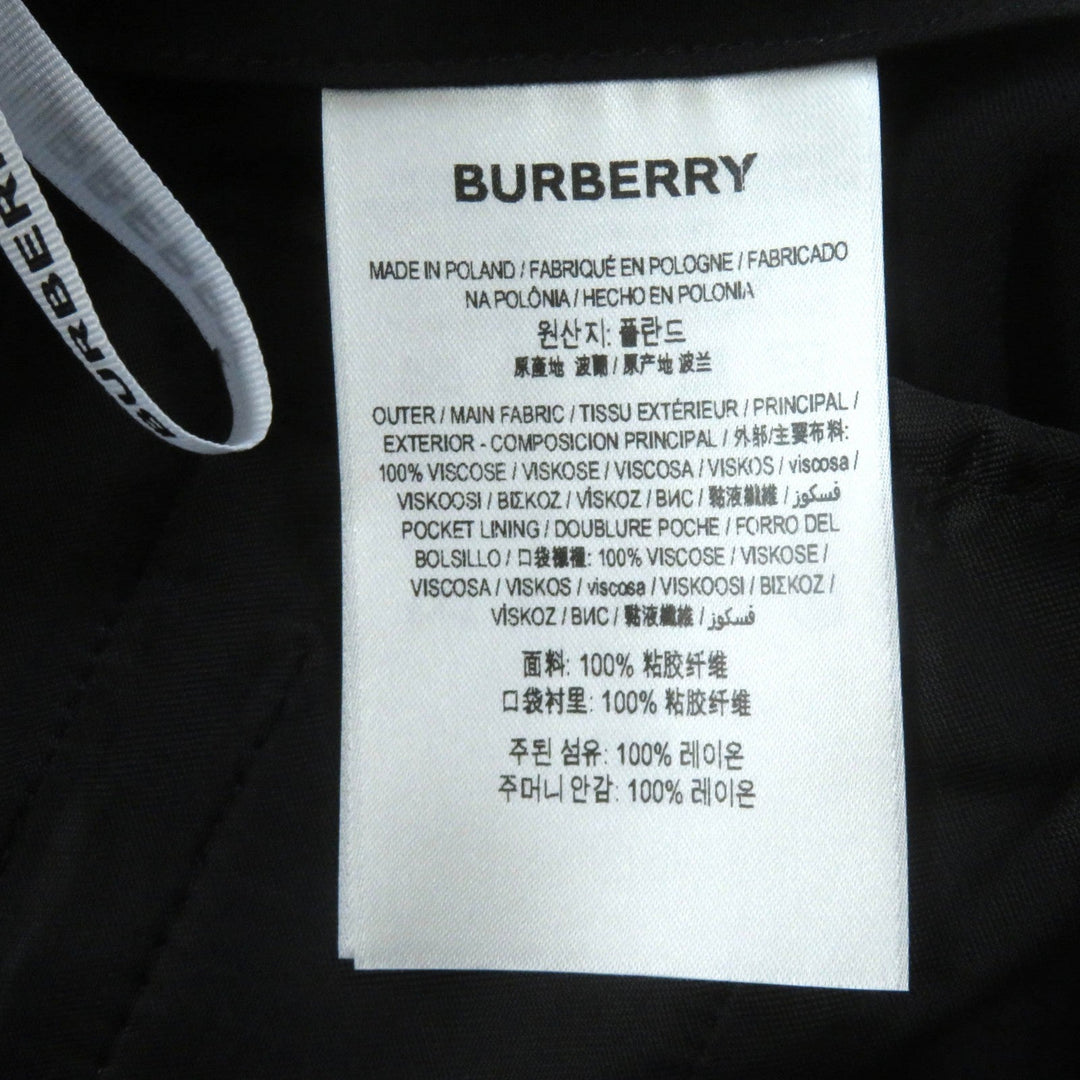 BURBERRY
BURBERRY
MADE IN POLAND / FABRIQUÉ EN POLOGNE / FABRICADO
NA POLÔNIA / HECHO EN POLONIA
원산지: 폴란드
原產地 波蘭 / 原产地 波兰
OUTER / MAIN FABRIC / TISSU EXTÉRIEUR / PRINCIPAL /
EXTERIOR - COMPOSICION PRINCIPAL / 外部/主要布料:
100% VISCOSE / VISKOSE / VISCOSA / VISKOS / viscosa /
VISKOOSI / ΒΙΣΚΟΖ / VİSKOZ / ВИС / 黏液纖維 / فسكوز
POCKET LINING / DOUBLURE POCHE / FORRO DEL
BOLSILLO / 口袋襯裡: 100% VISCOSE / VISKOSE /
VISCOSA / VISKOS / viscosa / VISKOOSI / ΒΙΣΚΟΖ /
VİSKOZ / ВИС / 黏液纖維 / فسكوز
面料: 100% 粘胶纤维
口袋衬里: 100% 粘胶纤维
주된 섬유: 100% 레이온
주머니 안감: 100% 레이온